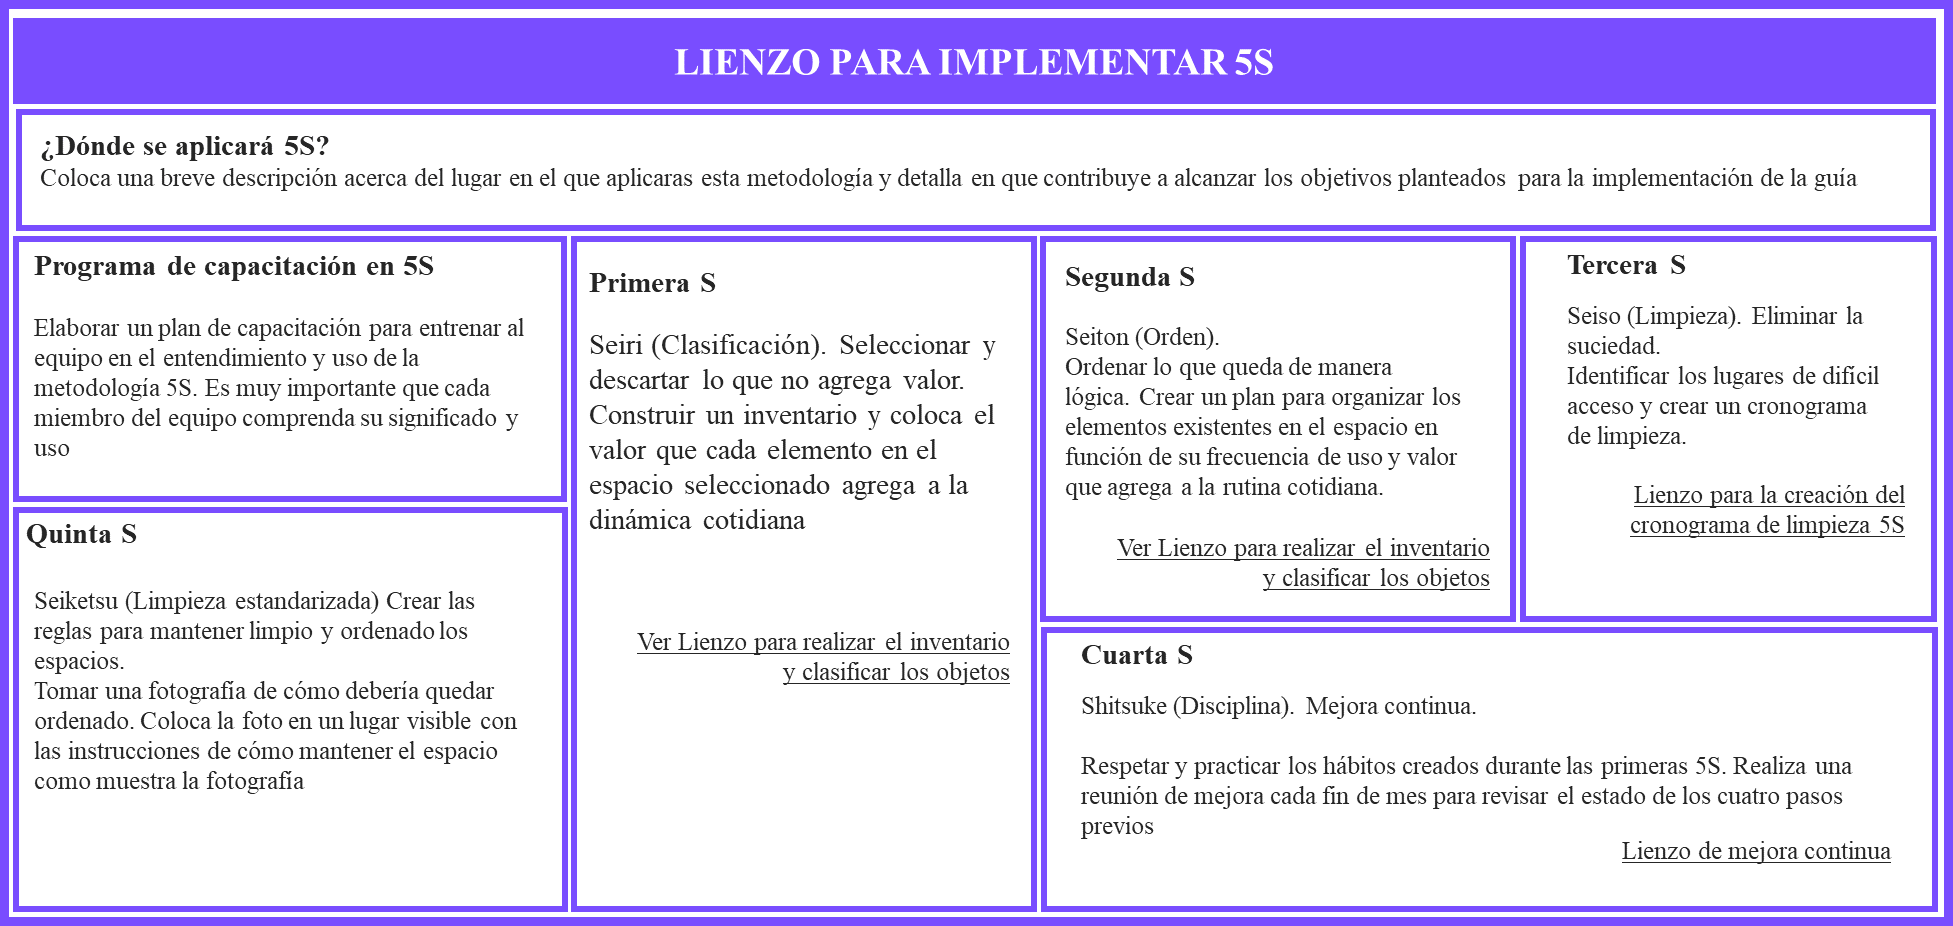 LIENZO PARA IMPLEMENTAR 5S
¿Dónde se aplicará 5S?
Coloca una breve descripción acerca del lugar en el que aplicaras esta metodología y detalla en que contribuye a alcanzar los objetivos planteados para la implementación de la guía
Programa de capacitación en 5S
Elaborar un plan de capacitación para entrenar al
equipo en el entendimiento y uso de la
metodología 5S. Es muy importante que cada
miembro del equipo comprenda su significado y
uso
Primera S
Seiri (Clasificación). Seleccionar y
descartar lo que no agrega valor.
Construir un inventario y coloca el
valor que cada elemento en el
espacio seleccionado agrega a la
dinámica cotidiana
Ver Lienzo para realizar el inventario
y clasificar los objetos
Segunda S
Seiton (Orden).
Ordenar lo que queda de manera
lógica. Crear un plan para organizar los
elementos existentes en el espacio en
función de su frecuencia de uso y valor
que agrega a la rutina cotidiana.
Ver Lienzo para realizar el inventario
y clasificar los objetos
Tercera S
Seiso (Limpieza). Eliminar la
suciedad.
Identificar los lugares de difícil
acceso y crear un cronograma
de limpieza.
Lienzo para la creación del
cronograma de limpieza 5S
Cuarta S
Shitsuke (Disciplina). Mejora continua.
Respetar y practicar los hábitos creados durante las primeras 5S. Realiza una
reunión de mejora cada fin de mes para revisar el estado de los cuatro pasos
previos
Lienzo de mejora continua
Quinta S
Seiketsu (Limpieza estandarizada) Crear las
reglas para mantener limpio y ordenado los
espacios.
Tomar una fotografía de cómo debería quedar
ordenado. Coloca la foto en un lugar visible con
las instrucciones de cómo mantener el espacio
como muestra la fotografía